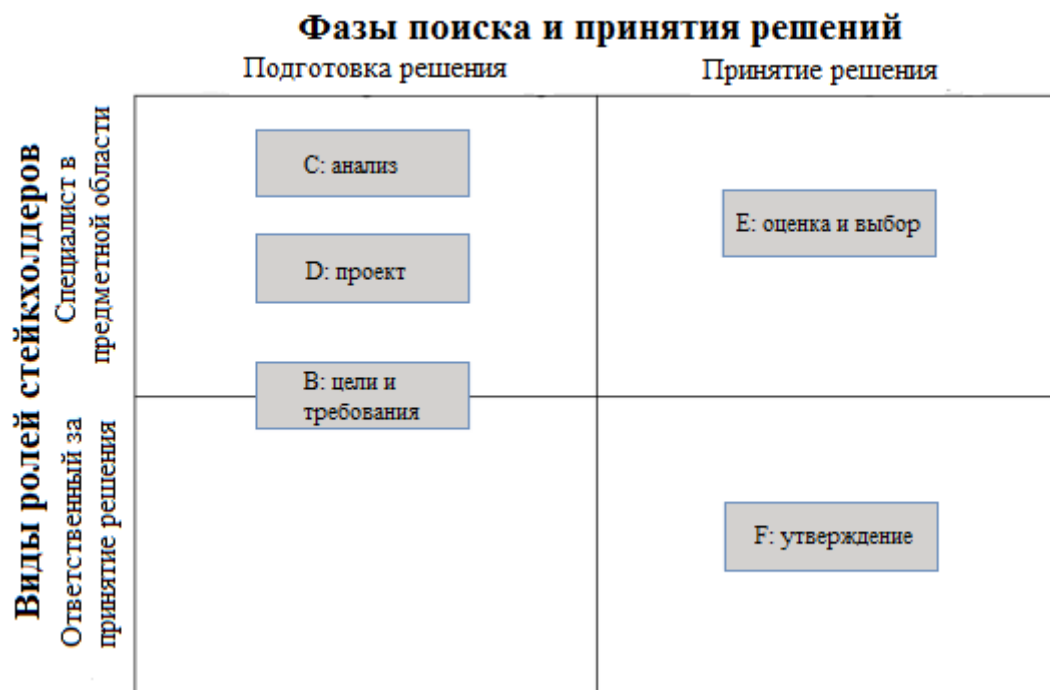 Фазы поиска и принятия решений
Подготовка решения
Принятие решения
Виды ролей стейкхолдеров
Специалист в
предметной области
Ответственный за
принятие решения
C: анализ
D: проект
B: цели и
требования
E: оценка и выбор
F: утверждение